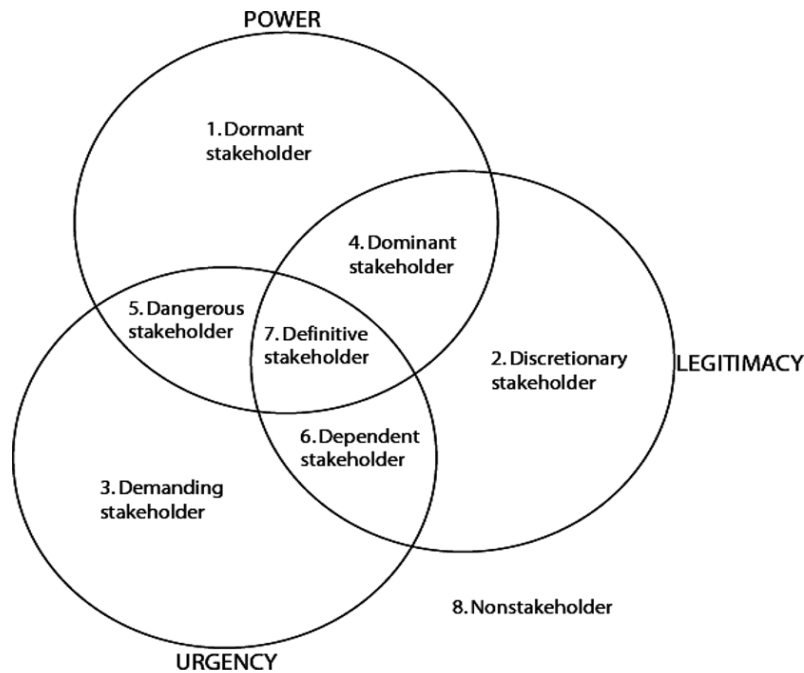 POWER
1. Dormant
stakeholder
4. Dominant
stakeholder
5. Dangerous
stakeholder
7. Definitive
stakeholder
2. Discretionary
stakeholder
LEGITIMACY
6. Dependent
stakeholder
3. Demanding
stakeholder
8. Nonstakeholder
URGENCY